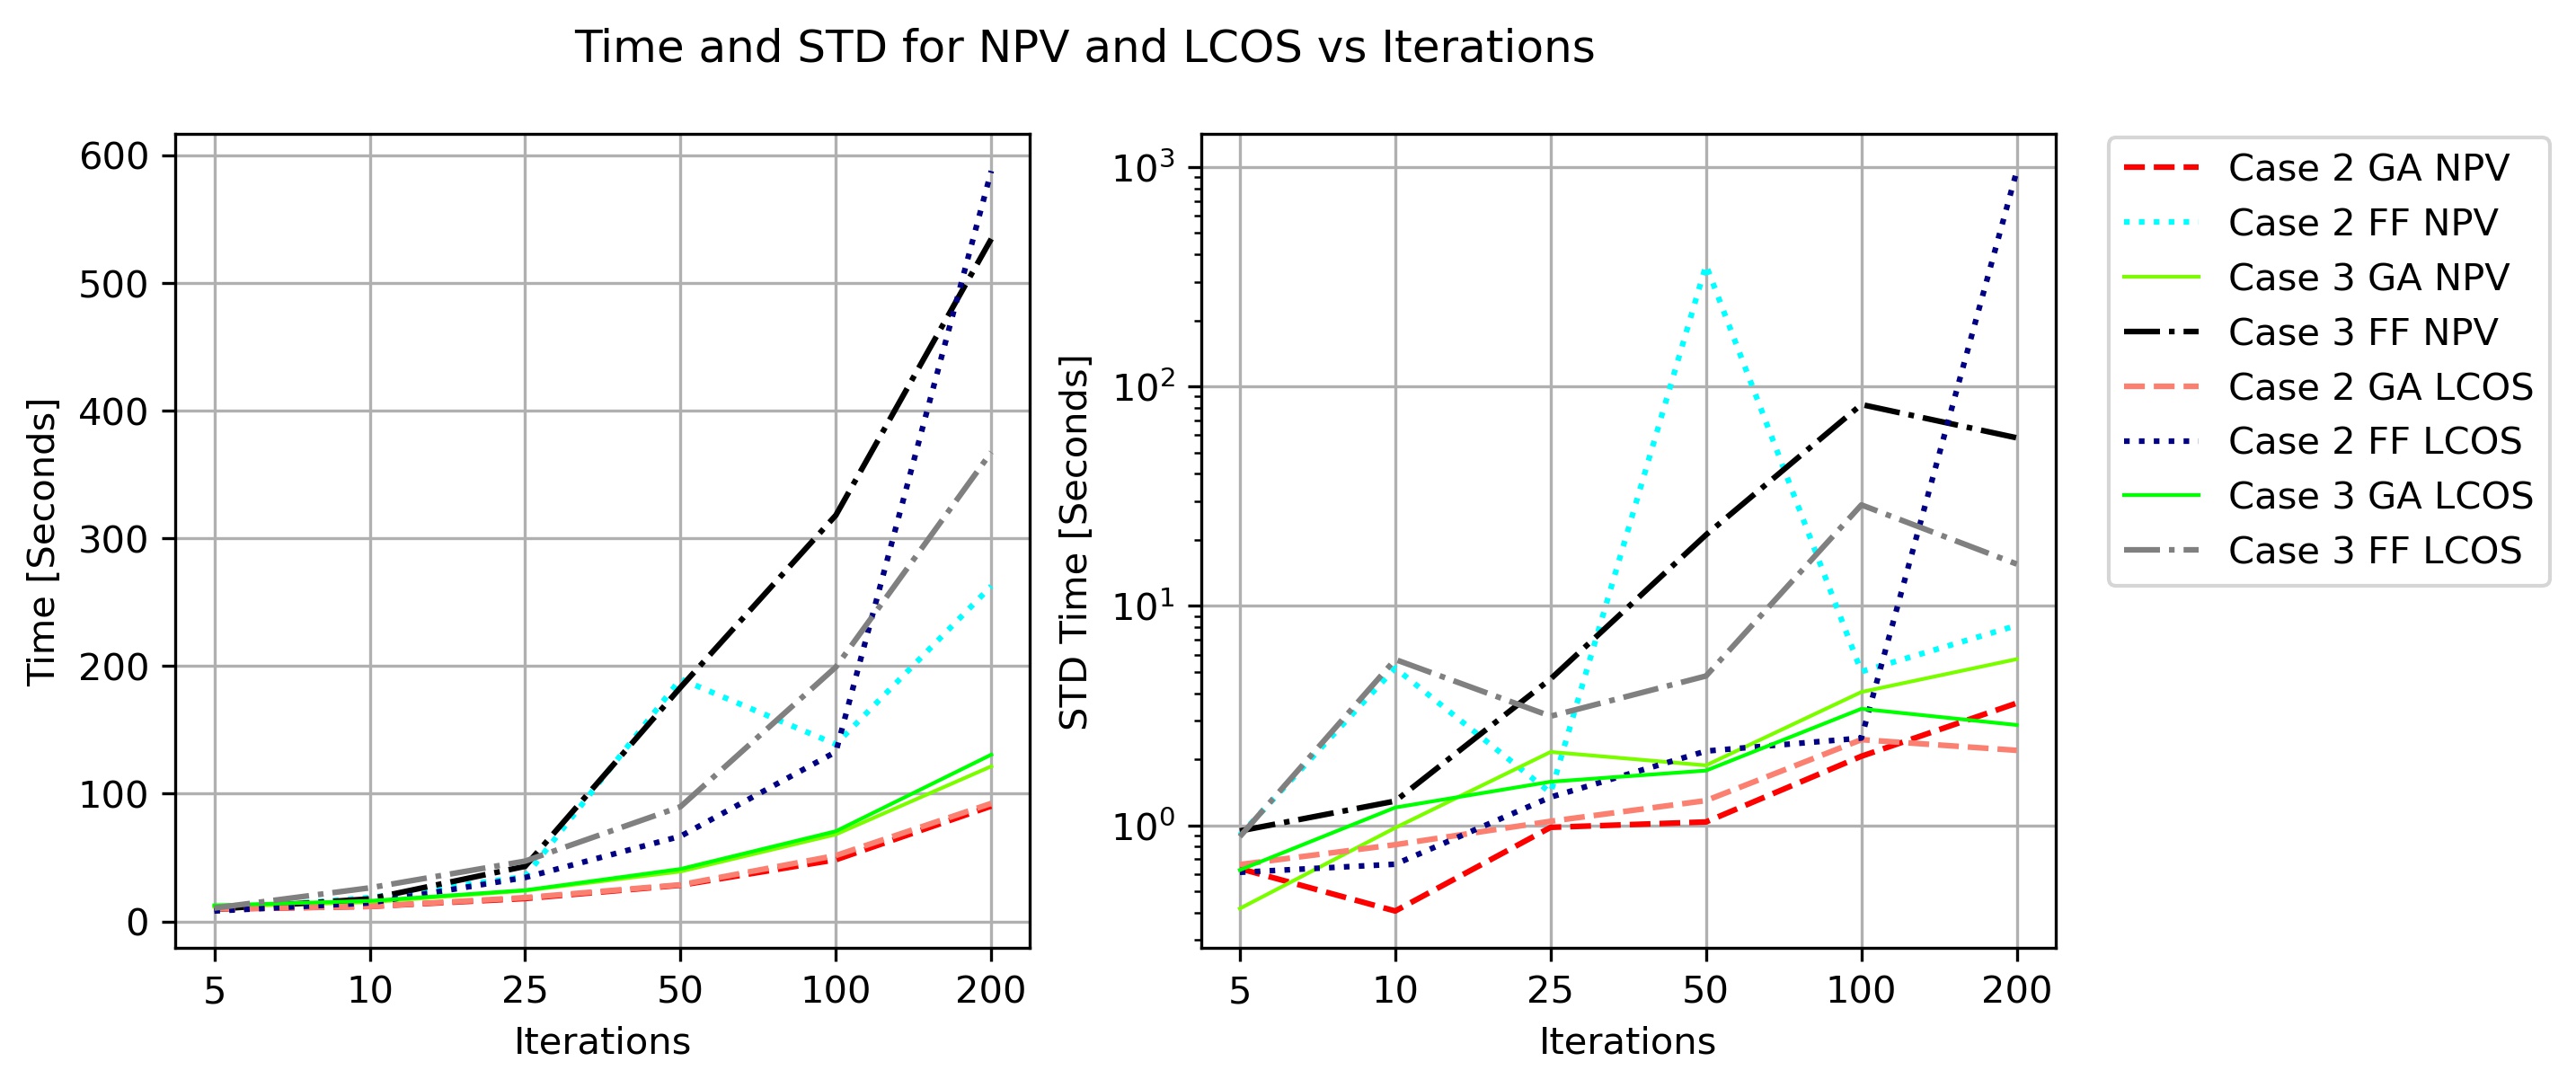 Time and STD for NPV and LCOS vs Iterations
Time [Seconds]
600
500
400
300
200
100
0
5 10 25 50 100 200
Iterations
STD Time [Seconds]
10³
10²
10¹
10⁰
5 10 25 50 100 200
Iterations
Case 2 GA NPV
Case 2 FF NPV
Case 3 GA NPV
Case 3 FF NPV
Case 2 GA LCOS
Case 2 FF LCOS
Case 3 GA LCOS
Case 3 FF LCOS